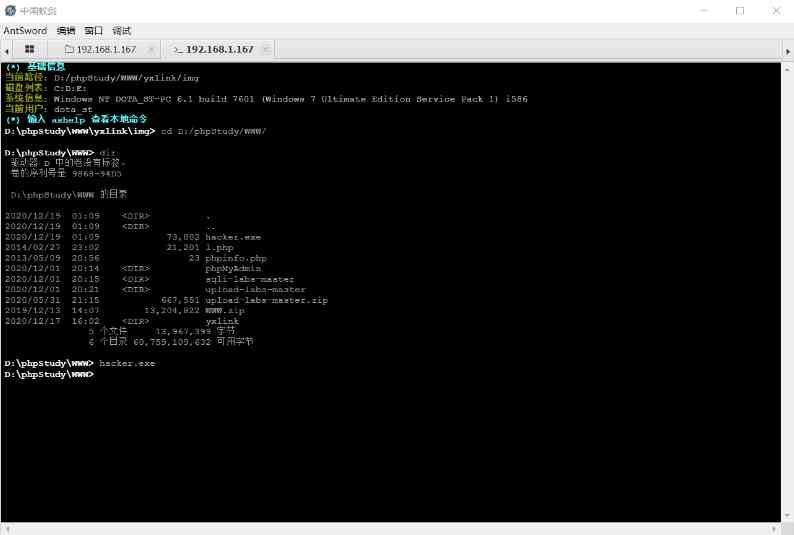 中国蚁剑
AntSword 编辑 窗口 调试
192.168.1.167 192.168.1.167
(*) 基础信息
当前路径: D:/phpStudy/WWW/yxlink/img
磁盘列表: C:D:E:
系统信息: Windows NT DOTA_ST-PC 6.1 build 7601 (Windows 7 Ultimate Edition Service Pack 1) i586
当前用户: dota_st
(*) 输入 ashelp 查看本地命令
D:\phpStudy\WWW\yxlink\img> cd D:/phpStudy/WWW/
D:\phpStudy\WWW> dir
驱动器 D 中的卷没有标签。
卷的序列号是 9868-94D5
D:\phpStudy\WWW 的目录
2020/12/19 01:09 <DIR> .
2020/12/19 01:09 <DIR> ..
2020/12/19 01:09 73,802 hacker.exe
2014/02/27 23:02 21,201 l.php
2013/05/09 20:56 23 phpinfo.php
2020/12/01 20:14 <DIR> phpMyAdmin
2020/12/01 20:15 <DIR> sqli-labs-master
2020/12/01 20:21 <DIR> upload-labs-master
2020/05/31 21:15 667,551 upload-labs-master.zip
2019/12/13 14:07 13,204,822 WWW.zip
2020/12/17 16:02 <DIR> yxlink
5 个文件 13,967,399 字节
6 个目录 60,755,109,632 可用字节
D:\phpStudy\WWW> hacker.exe
D:\phpStudy\WWW>